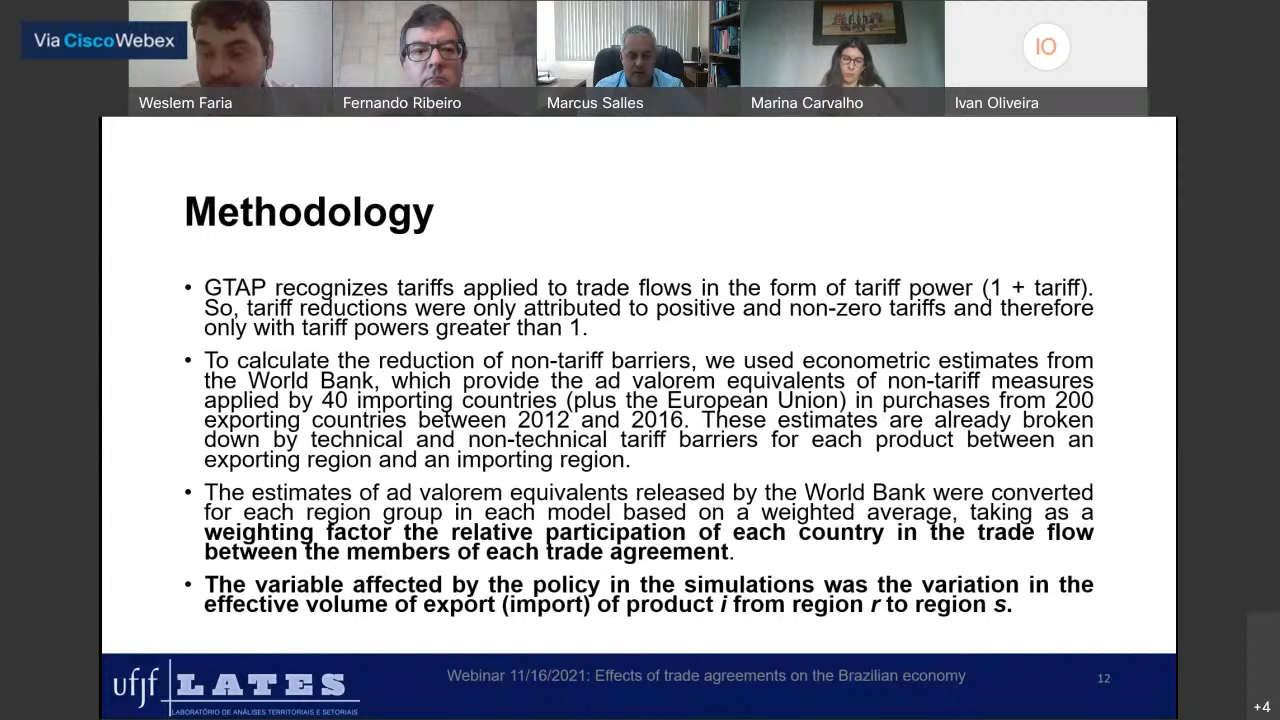 Via CiscoWebex
Weslem Faria
Fernando Ribeiro
Marcus Salles
Marina Carvalho
IO
Ivan Oliveira
Methodology
• GTAP recognizes tariffs applied to trade flows in the form of tariff power (1 + tariff).
So, tariff reductions were only attributed to positive and non-zero tariffs and therefore
only with tariff powers greater than 1.
• To calculate the reduction of non-tariff barriers, we used econometric estimates from
the World Bank, which provide the ad valorem equivalents of non-tariff measures
applied by 40 importing countries (plus the European Union) in purchases from 200
exporting countries between 2012 and 2016. These estimates are already broken
down by technical and non-technical tariff barriers for each product between an
exporting region and an importing region.
• The estimates of ad valorem equivalents released by the World Bank were converted
for each region group in each model based on a weighted average, taking as a
weighting factor the relative participation of each country in the trade flow
between the members of each trade agreement.
• The variable affected by the policy in the simulations was the variation in the
effective volume of export (import) of product i from region r to region s.
ufjf LATES
LABORATÓRIO DE ANÁLISES TERRITORIAIS E SETORIAIS
Webinar 11/16/2021: Effects of trade agreements on the Brazilian economy
12
+4